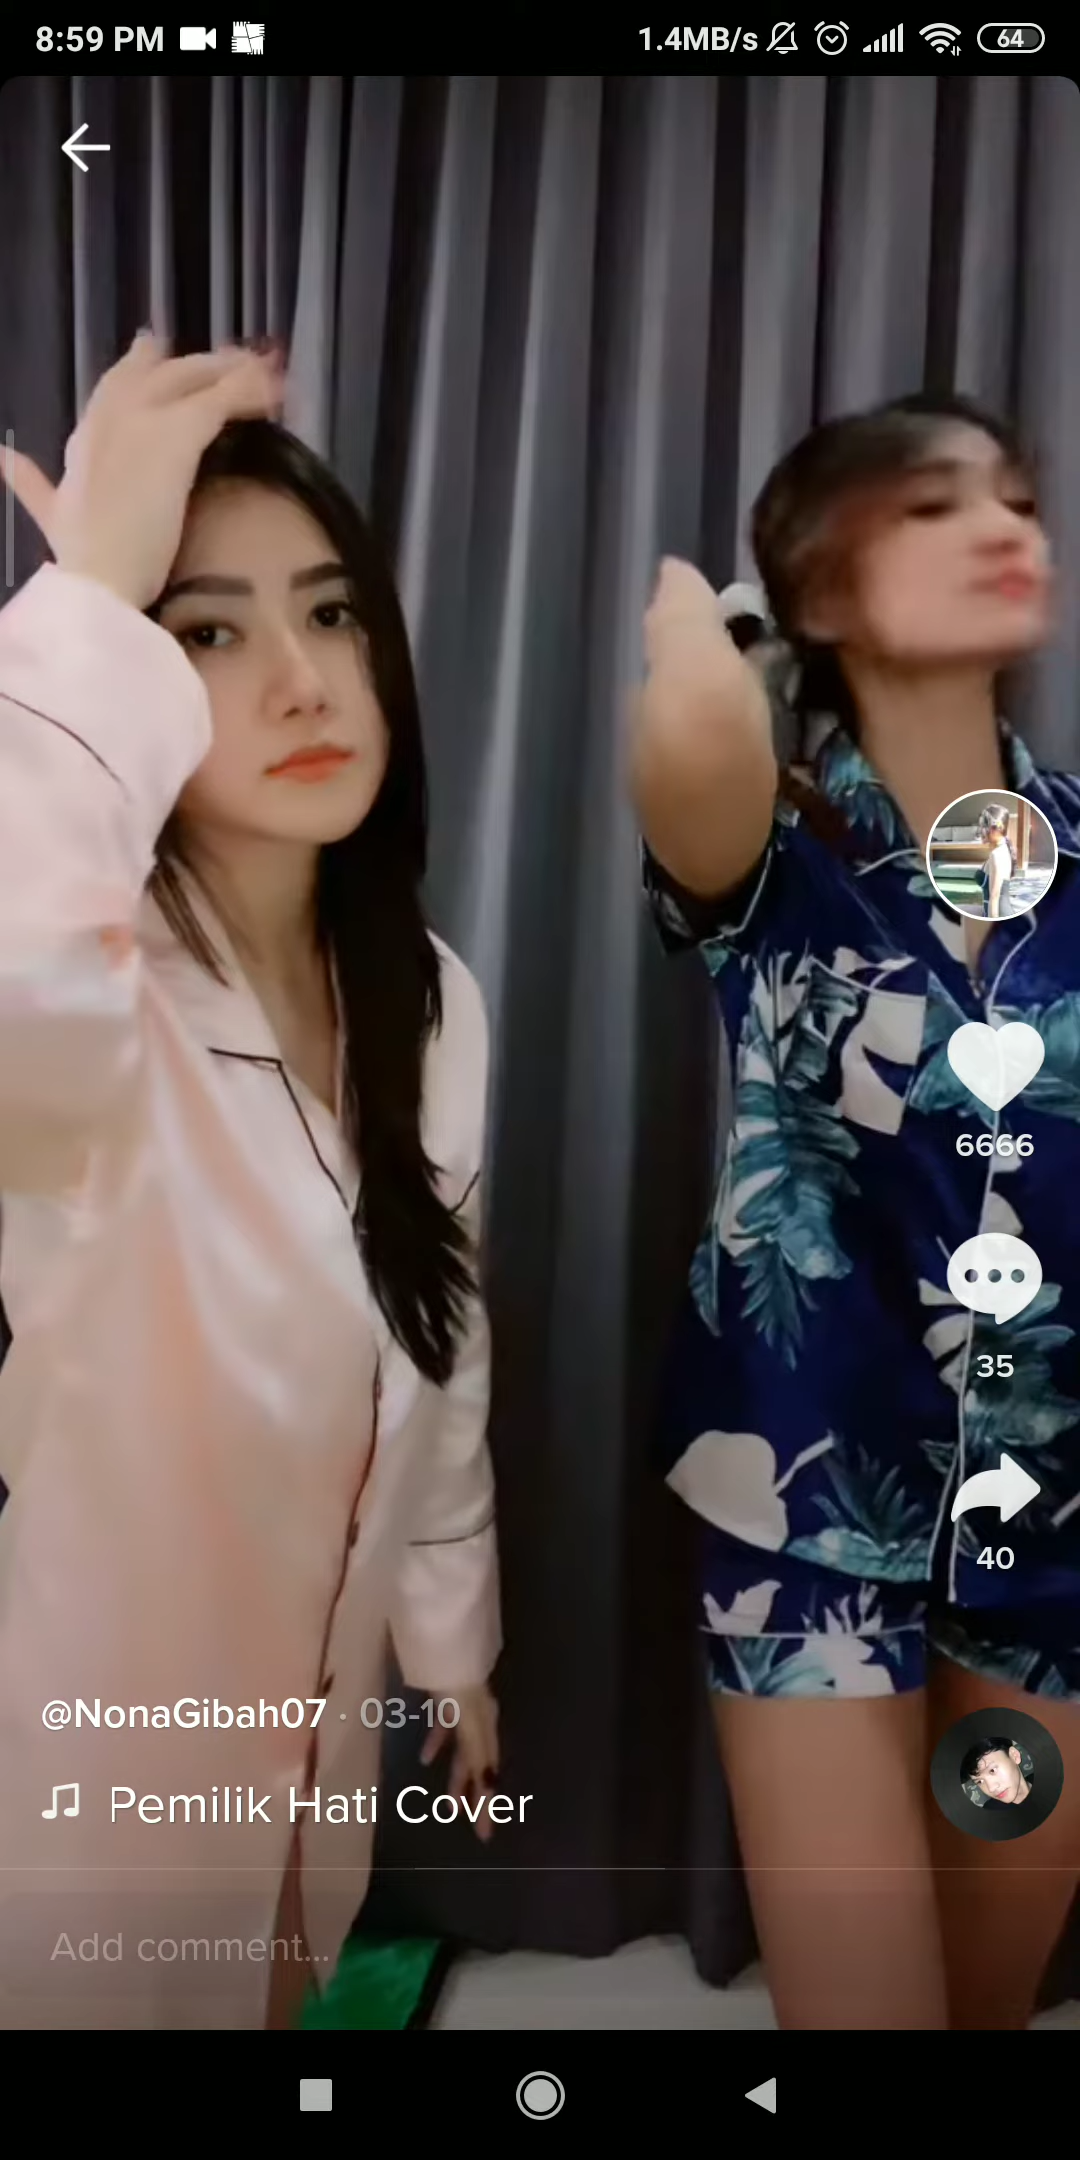 8:59 PM
1.4MB/s
64
6666
35
40
@NonaGibah07 · 03-10
Pemilik Hati Cover
Add comment...